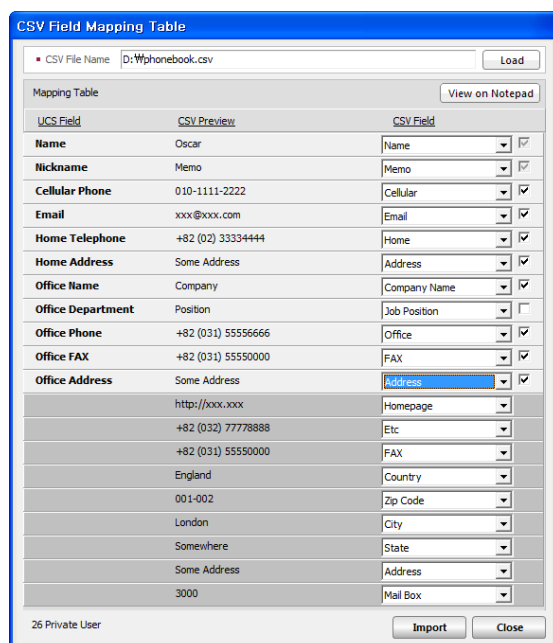 CSV Field Mapping Table
CSV File Name D:₩phonebook.csv Load
Mapping Table View on Notepad
UCS Field CSV Preview CSV Field
Name Oscar Name
Nickname Memo Memo
Cellular Phone 010-1111-2222 Cellular
Email xxx@xxx.com Email
Home Telephone +82 (02) 33334444 Home
Home Address Some Address Address
Office Name Company Company Name
Office Department Position Job Position
Office Phone +82 (031) 55556666 Office
Office FAX +82 (031) 55550000 FAX
Office Address Some Address Address
http://xxx.xxx Homepage
+82 (032) 77778888 Etc
+82 (031) 55550000 FAX
England Country
001-002 Zip Code
London City
Somewhere State
Some Address Address
3000 Mail Box
26 Private User Import Close